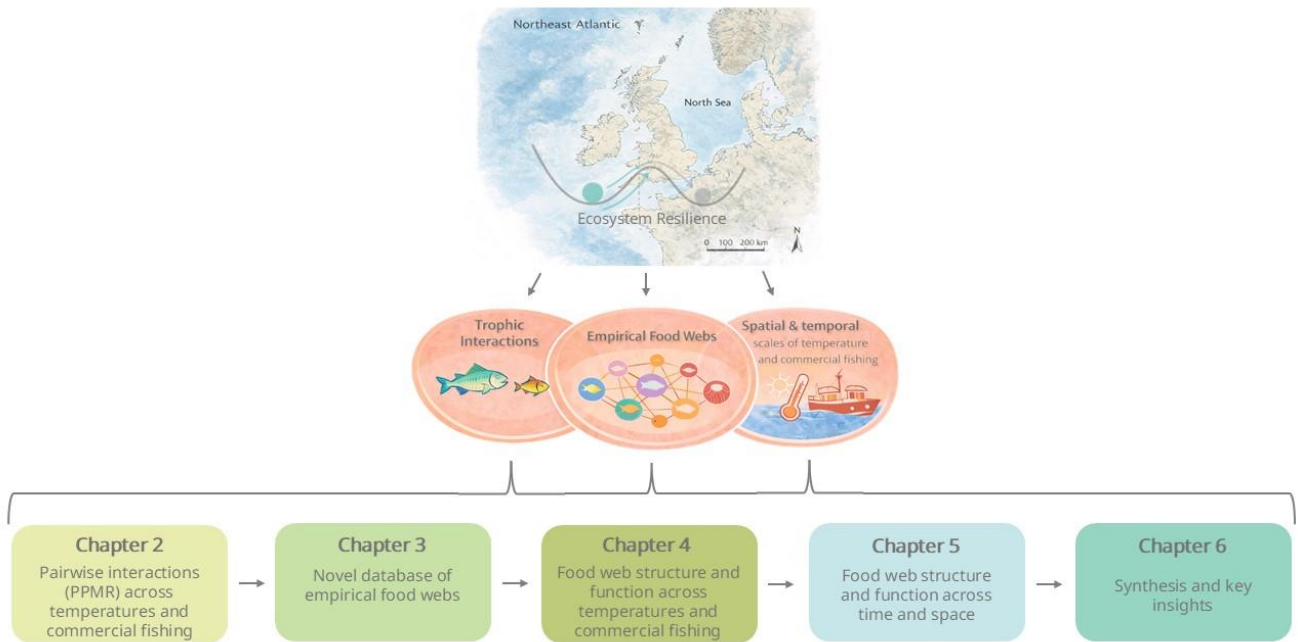 Northeast Atlantic
North Sea
Ecosystem Resilience
0 100 200 km
N
Trophic
Interactions
Empirical Food Webs
Spatial & temporal
scales of temperature
and commercial fishing
Chapter 2
Pairwise interactions
(PPMR) across
temperatures and
commercial fishing
Chapter 3
Novel database of
empirical food webs
Chapter 4
Food web structure and
function across
temperatures and
commercial fishing
Chapter 5
Food web structure
and function across
time and space
Chapter 6
Synthesis and key
insights